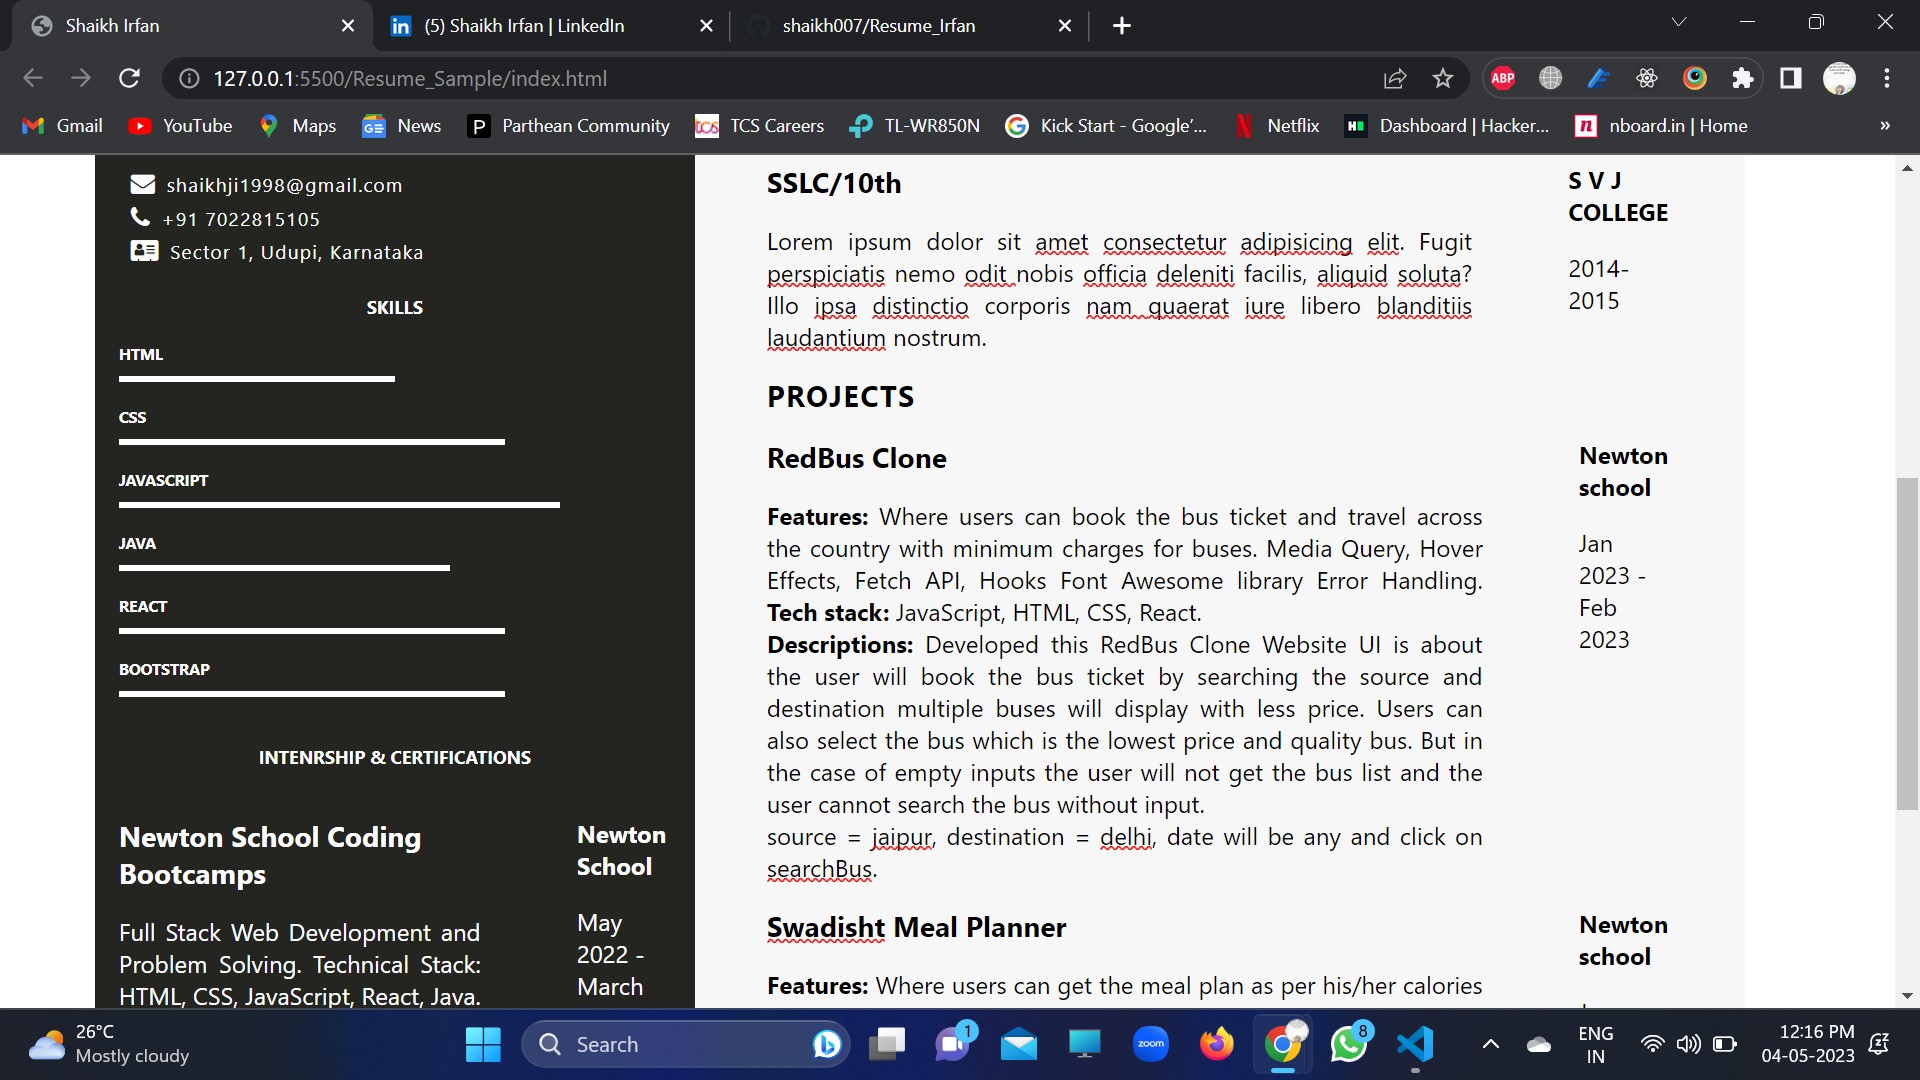 Shaikh Irfan
(5) Shaikh Irfan | LinkedIn
shaikh007/Resume_Irfan
127.0.0.1:5500/Resume_Sample/index.html
ABP
Gmail
YouTube
Maps
News
Parthean Community
TCS Careers
TL-WR850N
Kick Start - Google'...
Netflix
Dashboard | Hacker...
nboard.in | Home
»
shaikhji1998@gmail.com
+91 7022815105
Sector 1, Udupi, Karnataka
SKILLS
HTML
CSS
JAVASCRIPT
JAVA
REACT
BOOTSTRAP
INTENRSHIP & CERTIFICATIONS
Newton School Coding
Bootcamps
Newton
School
May
2022 -
March
Full Stack Web Development and
Problem Solving. Technical Stack:
HTML, CSS, JavaScript, React, Java.
SSLC/10th
S V J
COLLEGE
2014-
2015
Lorem ipsum dolor sit amet consectetur adipisicing elit. Fugit
perspiciatis nemo odit nobis officia deleniti facilis, aliquid soluta?
Illo ipsa distinctio corporis nam quaerat iure libero blanditiis
laudantium nostrum.
PROJECTS
RedBus Clone
Newton
school
Jan
2023 -
Feb
2023
Features: Where users can book the bus ticket and travel across
the country with minimum charges for buses. Media Query, Hover
Effects, Fetch API, Hooks Font Awesome library Error Handling.
Tech stack: JavaScript, HTML, CSS, React.
Descriptions: Developed this RedBus Clone Website UI is about
the user will book the bus ticket by searching the source and
destination multiple buses will display with less price. Users can
also select the bus which is the lowest price and quality bus. But in
the case of empty inputs the user will not get the bus list and the
user cannot search the bus without input.
source = jaipur, destination = delhi, date will be any and click on
searchBus.
Swadisht Meal Planner
Newton
school
Features: Where users can get the meal plan as per his/her calories
26°C
Mostly cloudy
Search
1
zoom
8
ENG
IN
12:16 PM
04-05-2023